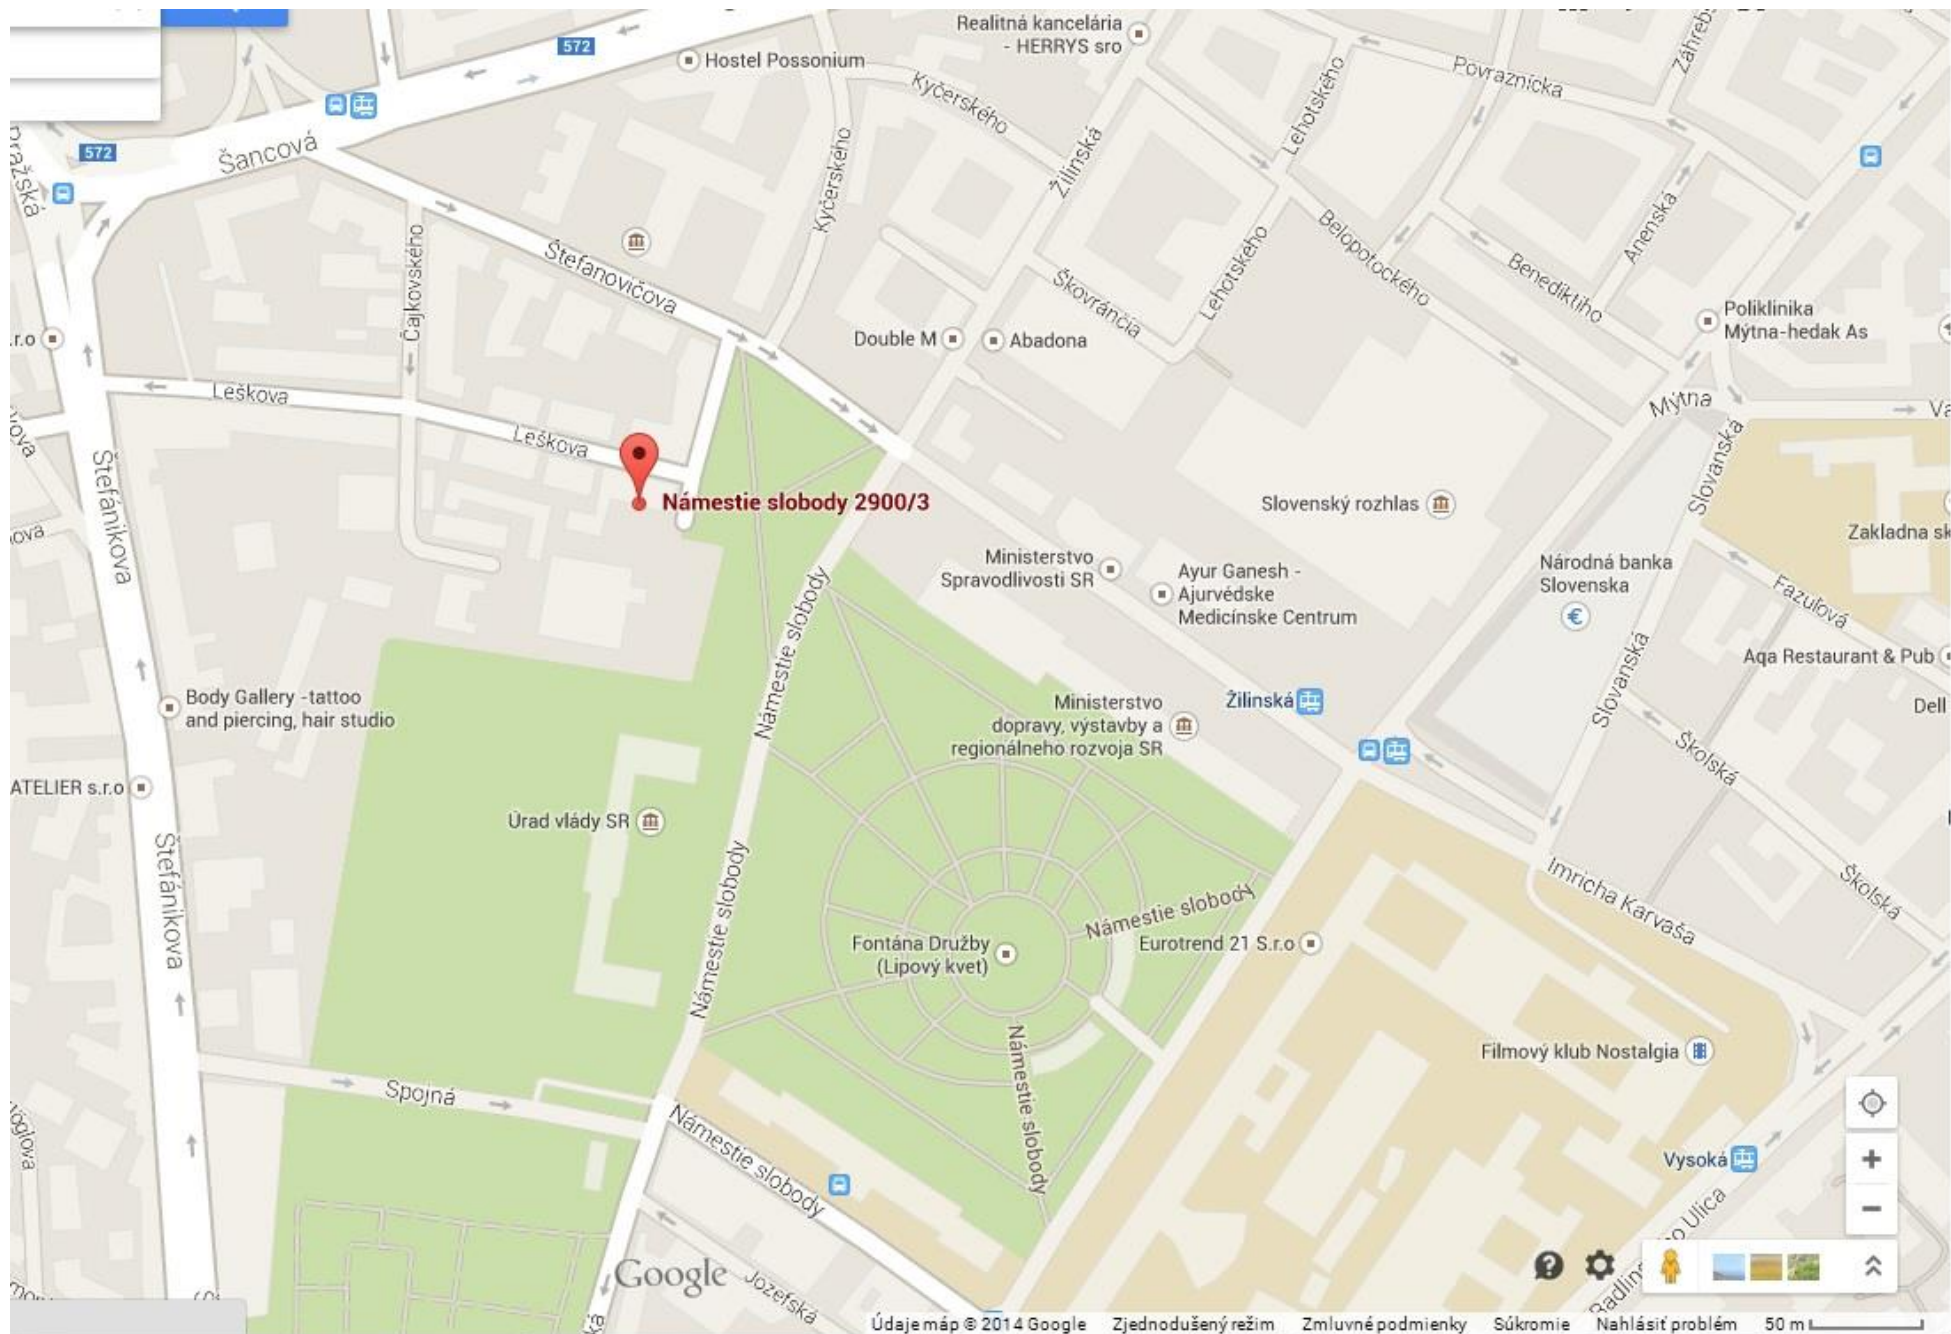 Realitná kancelária
- HERRYS sro
572
Hostel Possonium
Kyčerského
Lehotského
Povraznícka
Šancová
572
Kyčerského
Žilinská
Anenská
Čajkovského
Štefanovičova
Škovránčia
Lehotského
Belopotockého
Benediktiho
Poliklinika
Mýtna-hedak As
.r.o
Double M
Abadona
Leškova
Leškova
Mýtna
Štefánikova
Námestie slobody 2900/3
Slovenský rozhlas
Slovanská
Ministerstvo
Spravodlivosti SR
Ayur Ganesh -
Ajurvédske
Medicínske Centrum
Národná banka
Slovenska
€
Fazuľová
Námestie slobody
Slovanská
Aqa Restaurant & Pub
Body Gallery -tattoo
and piercing, hair studio
Ministerstvo
dopravy, výstavby a
regionálneho rozvoja SR
Žilinská
Dell
Školská
ATELIER s.r.o
Úrad vlády SR
Štefánikova
Námestie slobody
Imricha Karvaša
Školská
Námestie slobody
Fontána Družby
(Lipový kvet)
Eurotrend 21 S.r.o
Námestie slobody
Filmový klub Nostalgia
Spojná
Námestie slobody
Vysoká
Jozefská
Google
Údaje máp © 2014 Google Zjednodušený režim Zmluvné podmienky Súkromie Nahlásiť problém 50 m